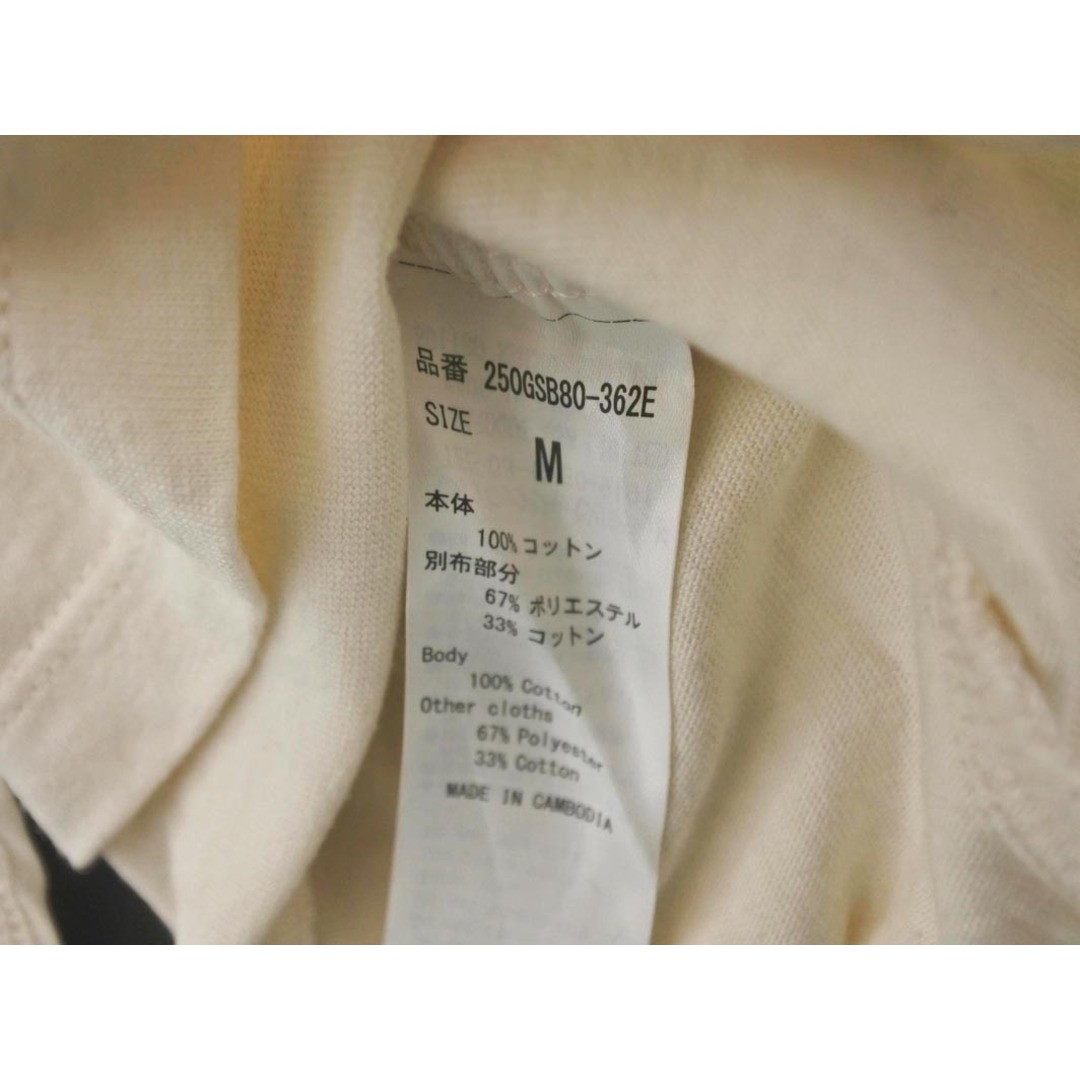 品番 250GSB80-362E
SIZE
M
本体
100% コットン
別布部分
67% ポリエステル
33% コットン
Body
100% Cotton
Other cloths
67% Polyester
33% Cotton
MADE IN CAMBODIA